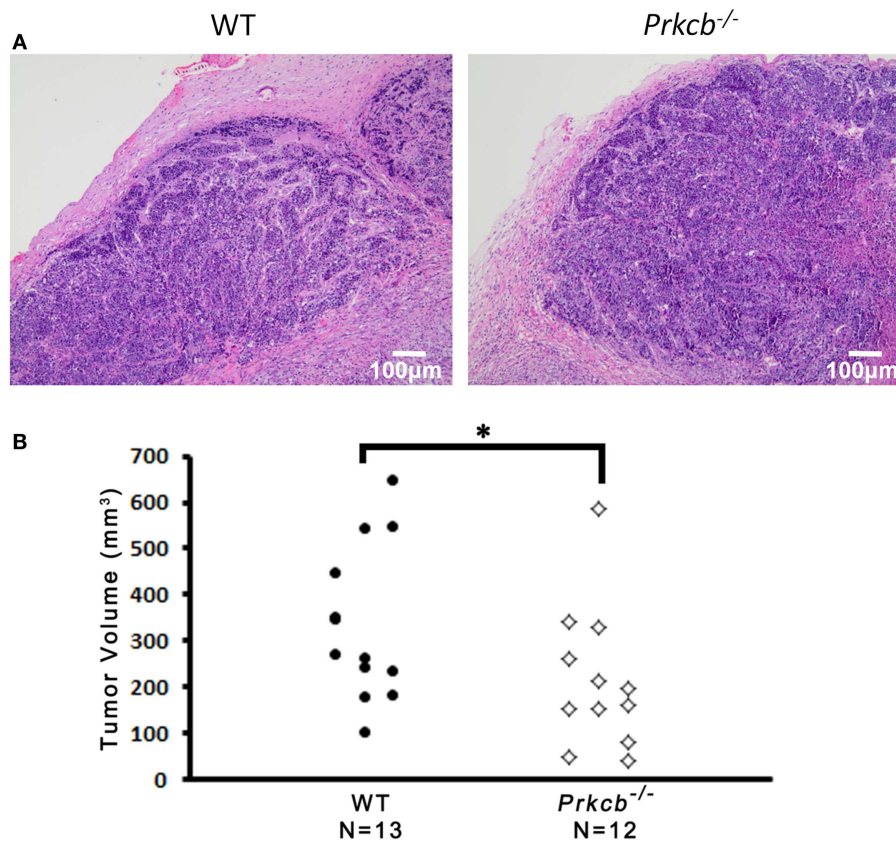 WT
Prkcb-/-
A
100µm
100µm
B
*
700
600
500
400
300
200
100
0
Tumor Volume (mm3)
WT
N=13
Prkcb-/-
N=12